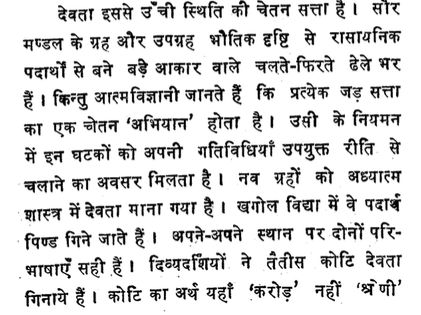 देवता इससे उँची स्थिति की चेतन सत्ता है । सौर
मण्डल के ग्रह और उपग्रह भौतिक दृष्टि से रासायनिक
पदार्थों से बने बड़े आकार वाले चलते-फिरते ढेले भर
हैं । किन्तु आत्मविज्ञानी जानते हैं कि प्रत्येक जड़ सत्ता
का एक चेतन ‘अभियान’ होता है । उसी के नियमन
में इन घटकों को अपनी गतिविधियाँ उपयुक्त रीति से
चलाने का अवसर मिलता है । नव ग्रहों को अध्यात्म
शास्त्र में देवता माना गया है । खगोल विद्या में वे पदार्थ
पिण्ड गिने जाते हैं । अपने-अपने स्थान पर दोनों परि-
भाषाएँ सही हैं । दिव्यदर्शियों ने तैतीस कोटि देवता
गिनाये हैं । कोटि का अर्थ यहाँ ‘करोड़’ नहीं ‘श्रेणी’